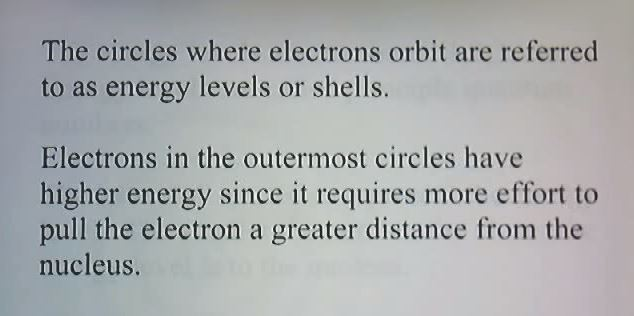 The circles where electrons orbit are referred
to as energy levels or shells.
Electrons in the outermost circles have
higher energy since it requires more effort to
pull the electron a greater distance from the
nucleus.